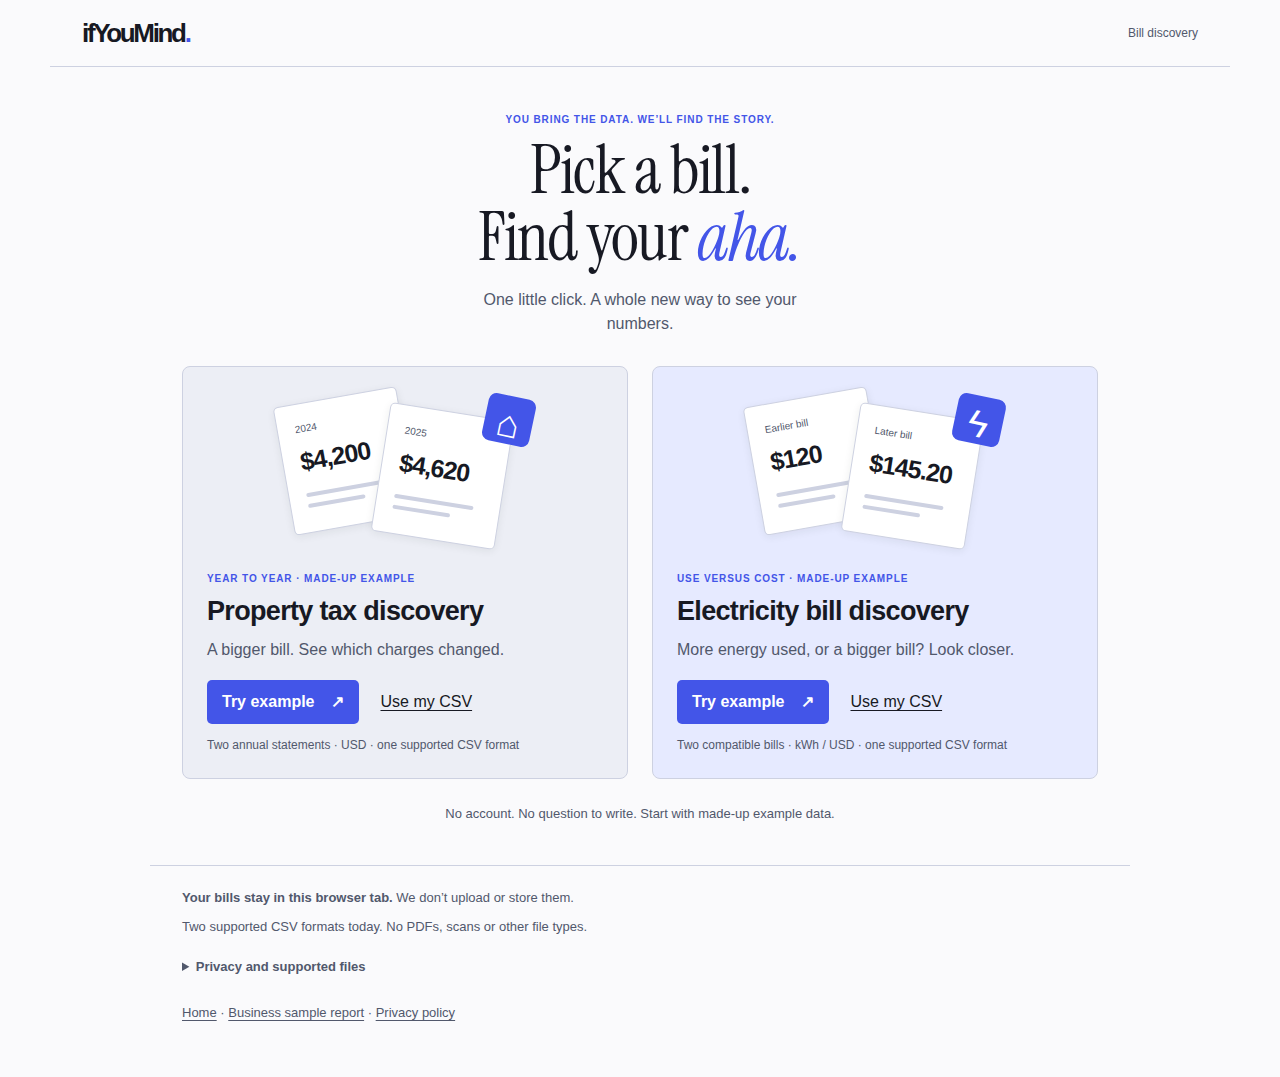 ifYouMind.
Bill discovery
YOU BRING THE DATA. WE'LL FIND THE STORY.
Pick a bill.
Find your aha.
One little click. A whole new way to see your
numbers.
2024
$4,200
2025
$4,620
YEAR TO YEAR · MADE-UP EXAMPLE
Property tax discovery
A bigger bill. See which charges changed.
Try example ↗
Use my CSV
Two annual statements · USD · one supported CSV format
Earlier bill
$120
Later bill
$145.20
USE VERSUS COST · MADE-UP EXAMPLE
Electricity bill discovery
More energy used, or a bigger bill? Look closer.
Try example ↗
Use my CSV
Two compatible bills · kWh / USD · one supported CSV format
No account. No question to write. Start with made-up example data.
Your bills stay in this browser tab. We don't upload or store them.
Two supported CSV formats today. No PDFs, scans or other file types.
Privacy and supported files
Home · Business sample report · Privacy policy